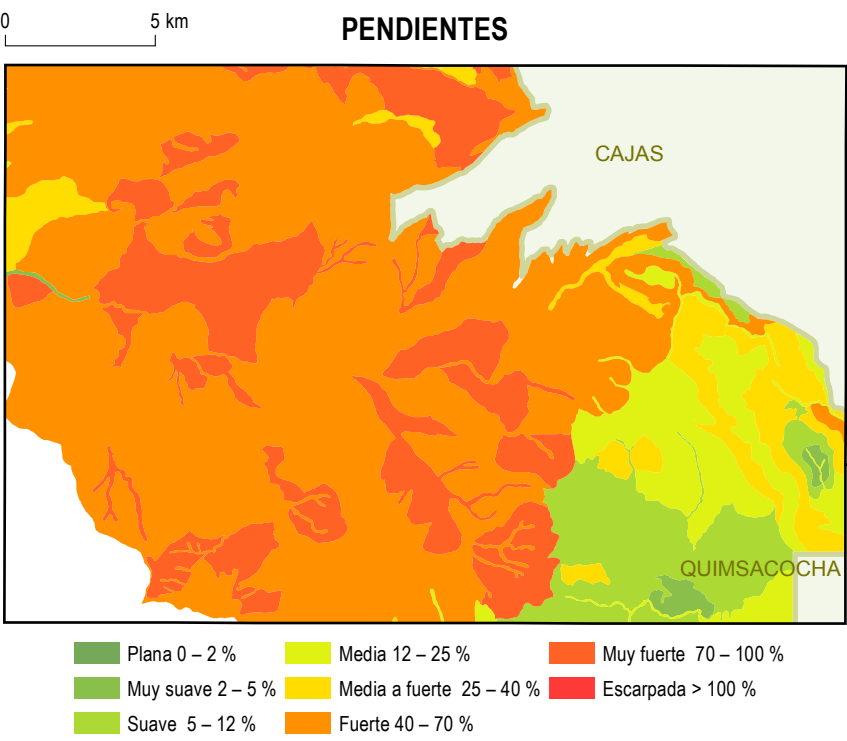 0 5 km
PENDIENTES
CAJAS
QUIMSACOCHA
Plana 0 – 2 %
Muy suave 2 – 5 %
Suave 5 – 12 %
Media 12 – 25 %
Media a fuerte 25 – 40 %
Fuerte 40 – 70 %
Muy fuerte 70 – 100 %
Escarpada > 100 %